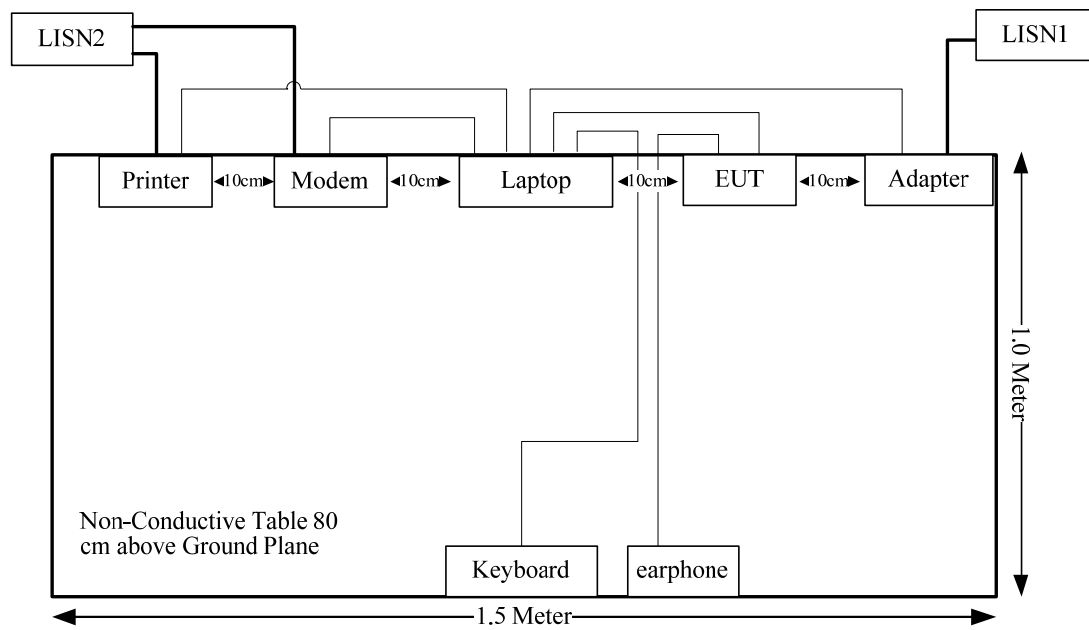 LISN2
LISN1
Printer
10cm
Modem
10cm
Laptop
10cm
EUT
10cm
Adapter
1.0 Meter
Non-Conductive Table 80
cm above Ground Plane
Keyboard
earphone
1.5 Meter